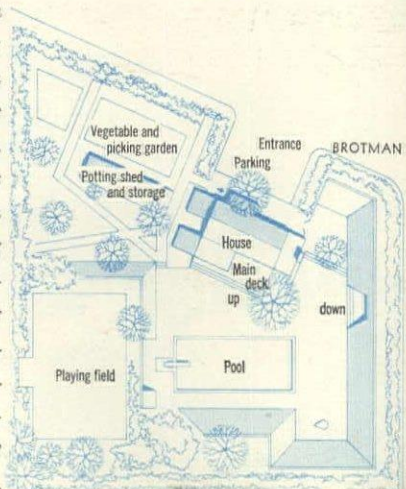 Vegetable and
picking garden
Entrance
BROTMAN
Parking
Potting shed
and storage
House
Main
deck
up
down
Pool
Playing field